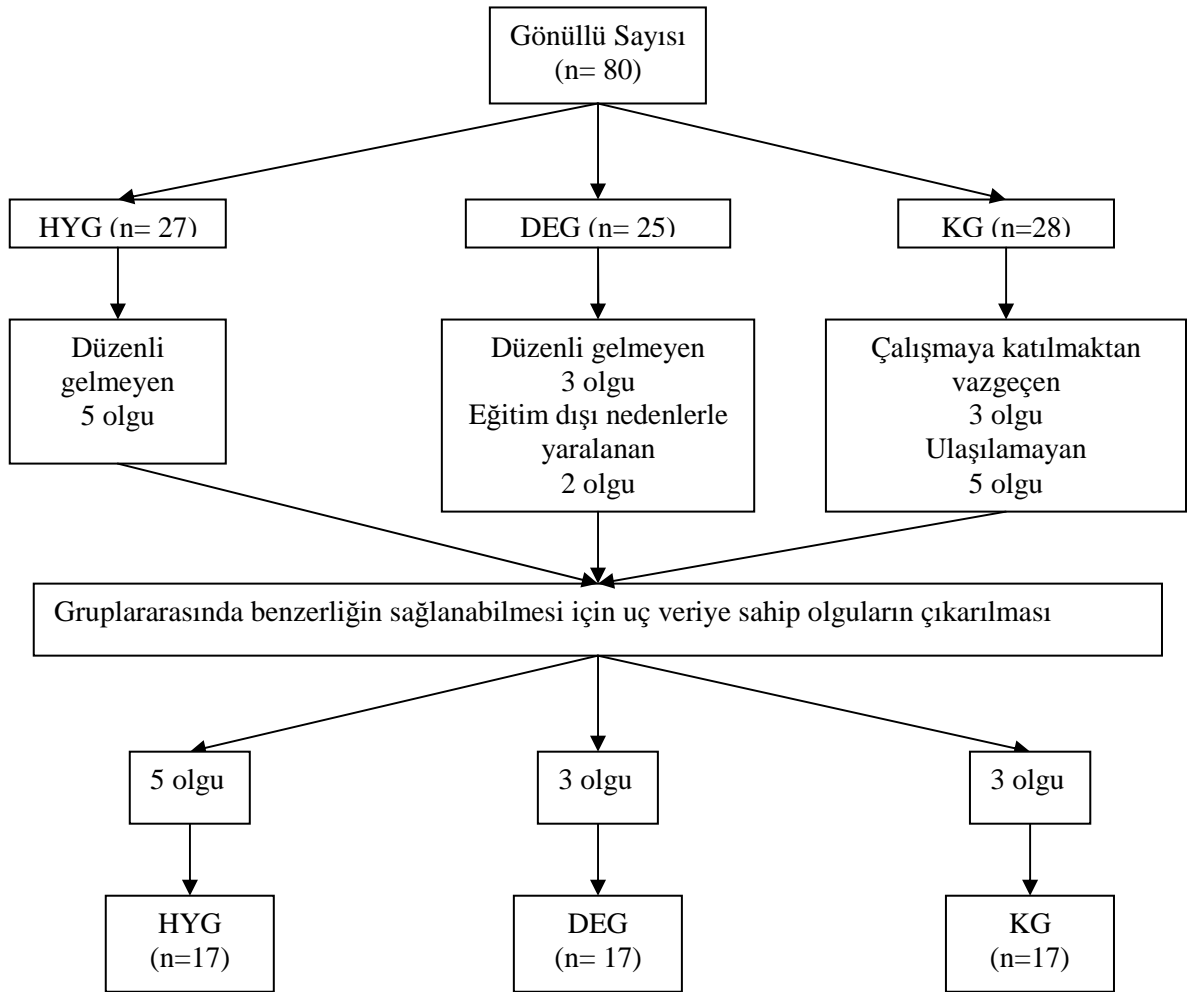 Gönüllü Sayısı
(n= 80)
HYG (n= 27)
DEG (n= 25)
KG (n=28)
Düzenli
gelmeyen
5 olgu
Düzenli gelmeyen
3 olgu
Eğitim dışı nedenlerle
yaralanan
2 olgu
Çalışmaya katılmaktan
vazgeçen
3 olgu
Ulaşılamayan
5 olgu
Gruplararasında benzerliğin sağlanabilmesi için uç veriye sahip olguların çıkarılması
5 olgu
3 olgu
3 olgu
HYG
(n=17)
DEG
(n= 17)
KG
(n=17)